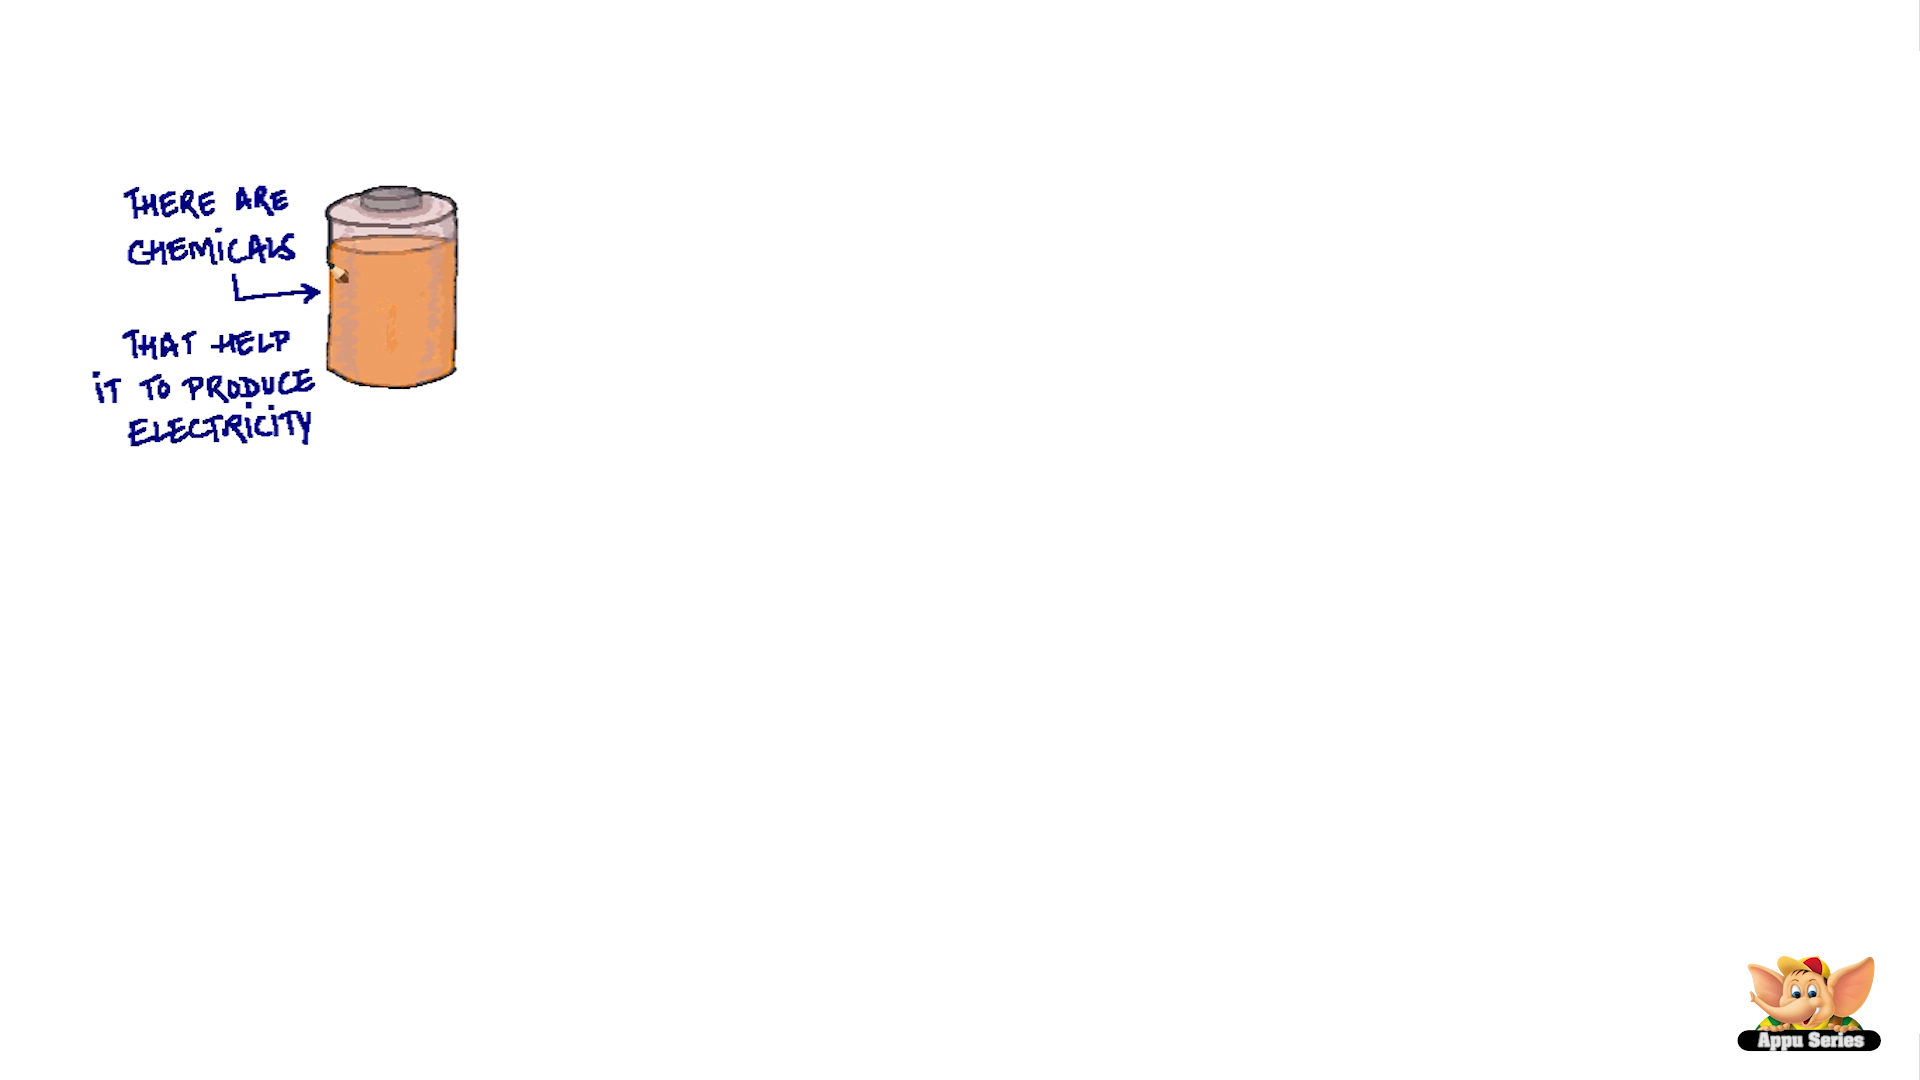 THERE ARE
CHEMiCALS
THAT HELP
iT TO PRODUCE
ELECTRiCiTY
Appu Series